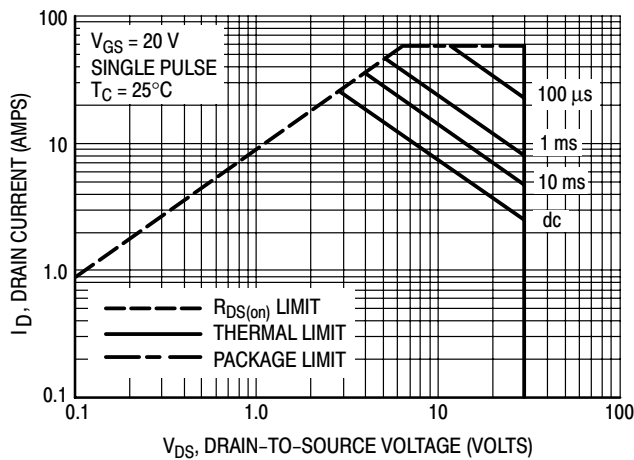 100
V_GS = 20 V
SINGLE PULSE
T_C = 25°C
100 μs
1 ms
10 ms
dc
10
1.0
0.1
I_D, DRAIN CURRENT (AMPS)
R_DS(on) LIMIT
THERMAL LIMIT
PACKAGE LIMIT
0.1 1.0 10 100
V_DS, DRAIN-TO-SOURCE VOLTAGE (VOLTS)